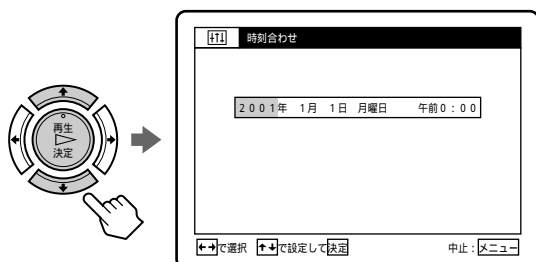 時刻合わせ
再生
決定
2001年 1月 1日 月曜日 午前0:00
←→で選択 ↑↓で設定して決定 中止:メニュー